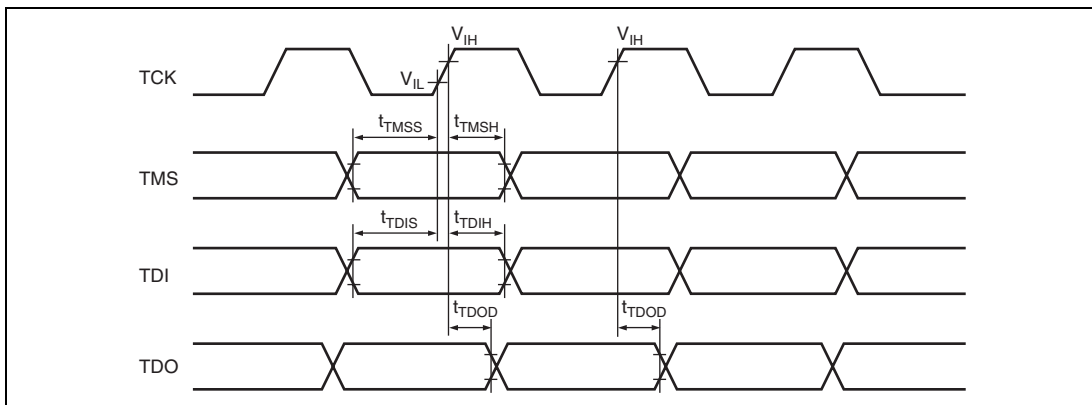 V_IH V_IH
TCK
V_IL
t_TMSS t_TMSH
TMS
t_TDIS t_TDIH
TDI
t_TDOD t_TDOD
TDO